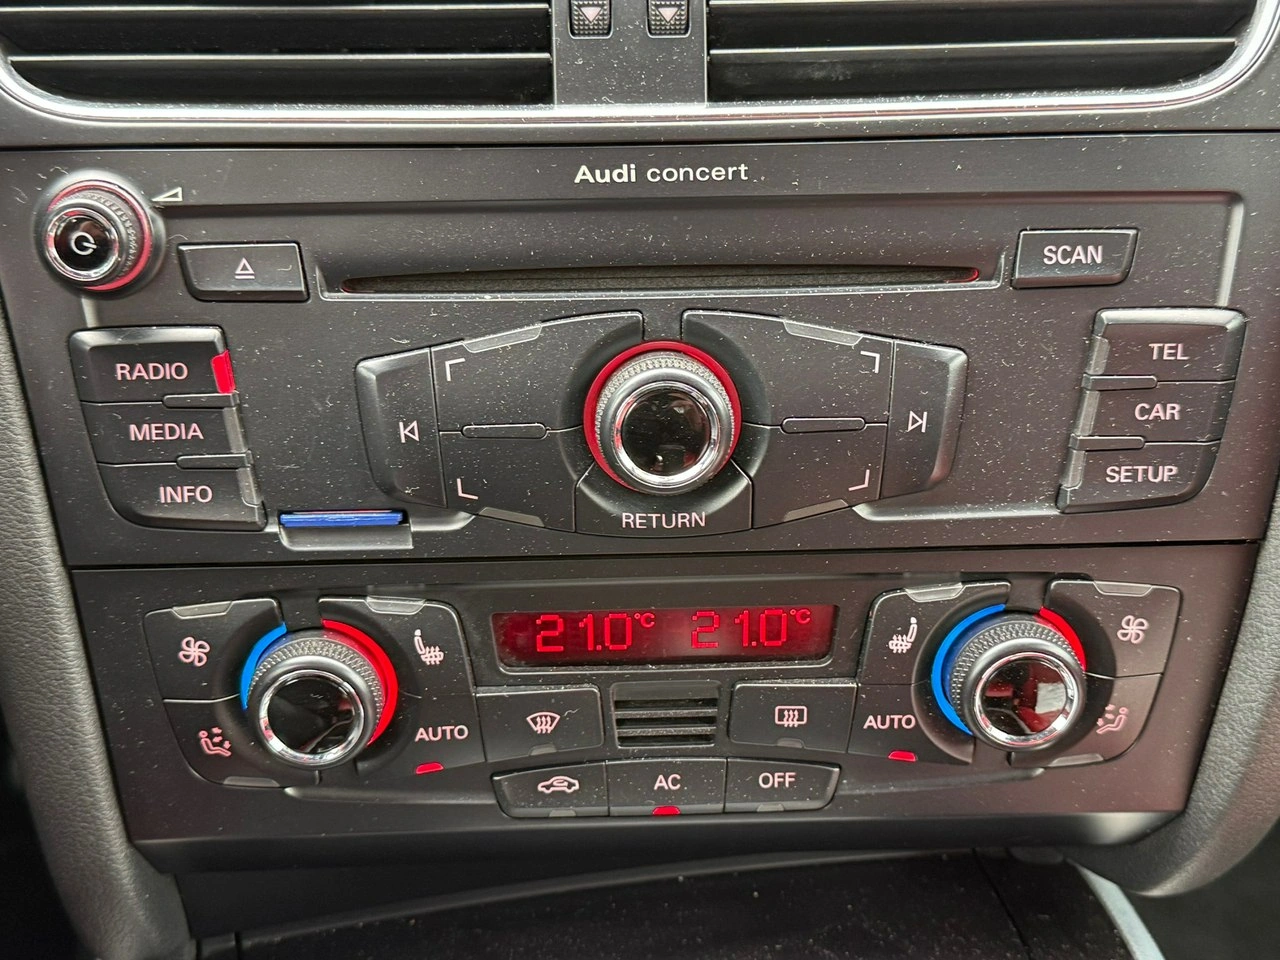 Audi concert
SCAN
RADIO
MEDIA
INFO
TEL
CAR
SETUP
RETURN
21.0°C 21.0°C
AUTO
AUTO
AC
OFF